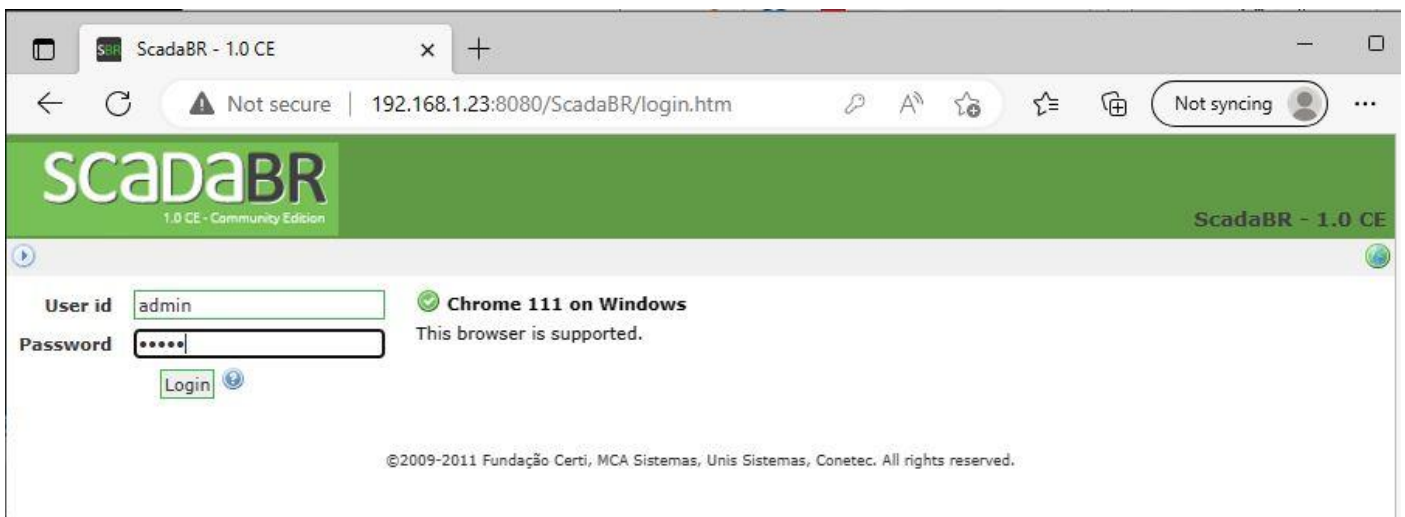 SBR ScadaBR - 1.0 CE
Not secure 192.168.1.23:8080/ScadaBR/login.htm Not syncing
scadaBR
1.0 CE - Community Edition
ScadaBR - 1.0 CE
User id admin Chrome 111 on Windows
Password ••••• This browser is supported.
Login
©2009-2011 Fundação Certi, MCA Sistemas, Unis Sistemas, Conetec. All rights reserved.